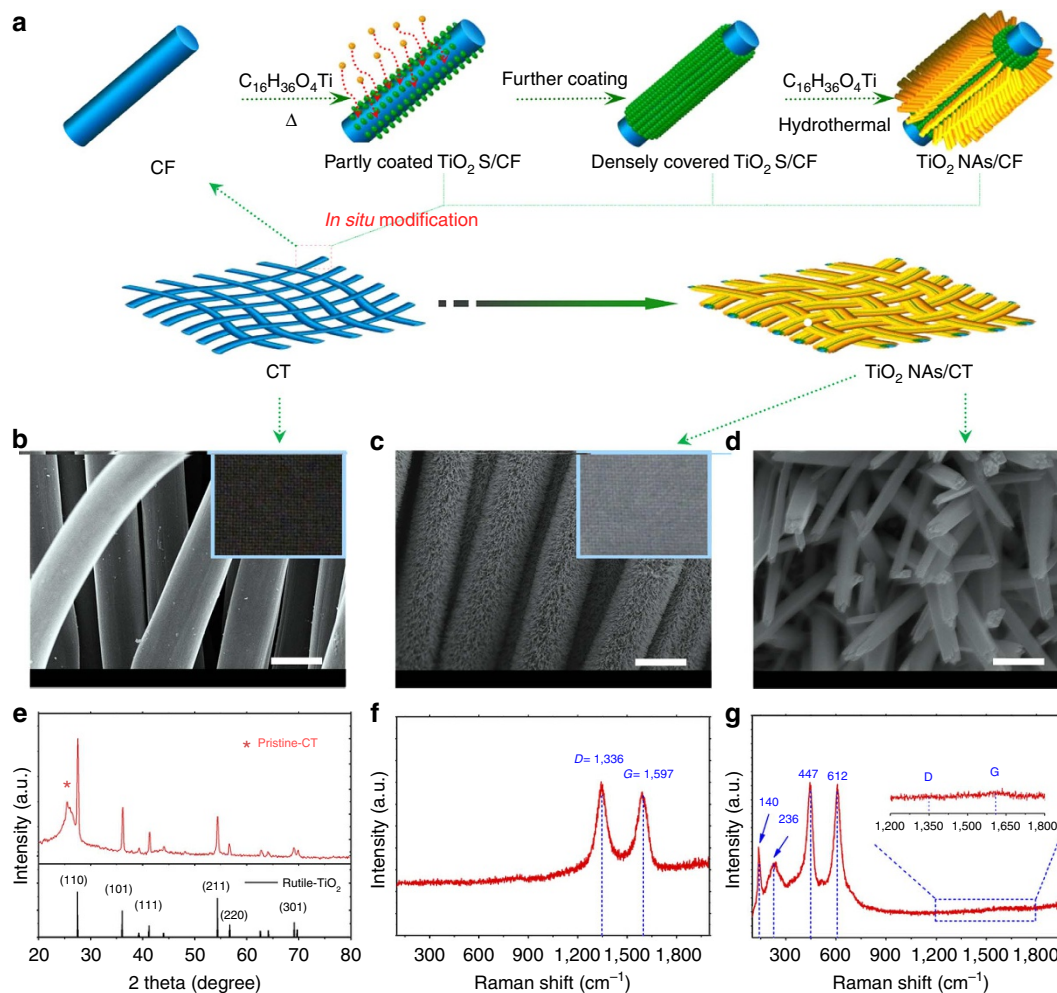 a
C₁₆H₃₆O₄Ti
Δ
Further coating
C₁₆H₃₆O₄Ti
Hydrothermal
CF
Partly coated TiO₂ S/CF
Densely covered TiO₂ S/CF
TiO₂ NAs/CF
In situ modification
CT
TiO₂ NAs/CT
b
c
d
e
* Pristine-CT
*
Intensity (a.u.)
(110)
(101)
(111)
(211)
(220)
(301)
Rutile-TiO₂
20 30 40 50 60 70 80
2 theta (degree)
f
D= 1,336
G= 1,597
Intensity (a.u.)
300 600 900 1,200 1,500 1,800
Raman shift (cm⁻¹)
g
140
236
447
612
D
G
1,200 1,350 1,500 1,650 1,800
Intensity (a.u.)
300 600 900 1,200 1,500 1,800
Raman shift (cm⁻¹)